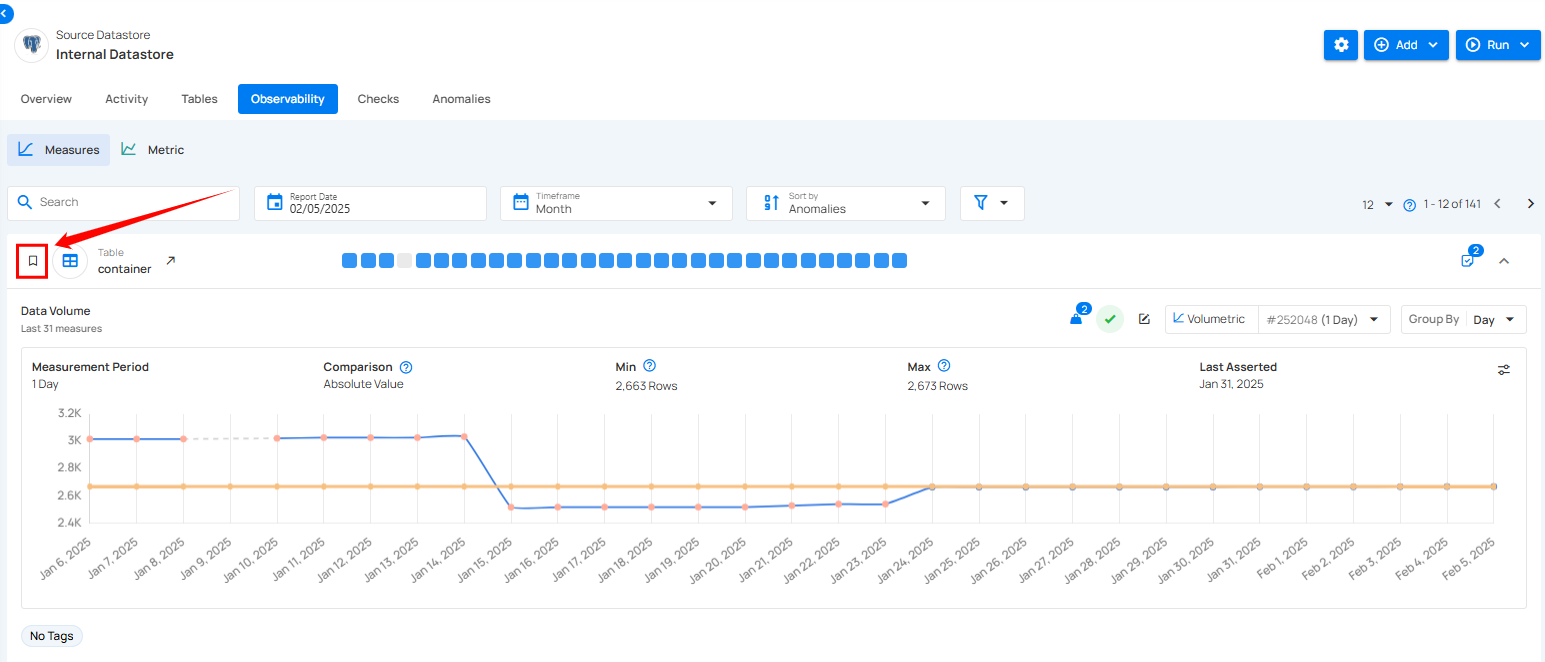 Source Datastore
Internal Datastore
Add
Run
Overview
Activity
Tables
Observability
Checks
Anomalies
Measures
Metric
Search
Report Date
02/05/2025
Timeframe
Month
Sort by
Anomalies
12
1 - 12 of 141
Table
container
2
Data Volume
Last 31 measures
2
Volumetric
#252048 (1 Day)
Group By
Day
Measurement Period
1 Day
Comparison
Absolute Value
Min
2,663 Rows
Max
2,673 Rows
Last Asserted
Jan 31, 2025
3.2K
3K
2.8K
2.6K
2.4K
Jan 6, 2025
Jan 7, 2025
Jan 8, 2025
Jan 9, 2025
Jan 10, 2025
Jan 11, 2025
Jan 12, 2025
Jan 13, 2025
Jan 14, 2025
Jan 15, 2025
Jan 16, 2025
Jan 17, 2025
Jan 18, 2025
Jan 19, 2025
Jan 20, 2025
Jan 21, 2025
Jan 22, 2025
Jan 23, 2025
Jan 24, 2025
Jan 25, 2025
Jan 26, 2025
Jan 27, 2025
Jan 28, 2025
Jan 29, 2025
Jan 30, 2025
Jan 31, 2025
Feb 1, 2025
Feb 2, 2025
Feb 3, 2025
Feb 4, 2025
Feb 5, 2025
No Tags